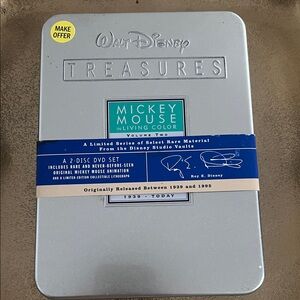 MAKE
OFFER
WALT DISNEY
TREASURES
MICKEY
MOUSE
IN LIVING COLOR
VOLUME TWO
A Limited Series of Select Rare Material
From the Disney Studio Vaults
A 2-DISC DVD SET
INCLUDES RARE AND NEVER-BEFORE-SEEN
ORIGINAL MICKEY MOUSE ANIMATION
AND A LIMITED EDITION COLLECTIBLE LITHOGRAPH
Roy E. Disney
Originally Released Between 1939 and 1995
1939 - TODAY